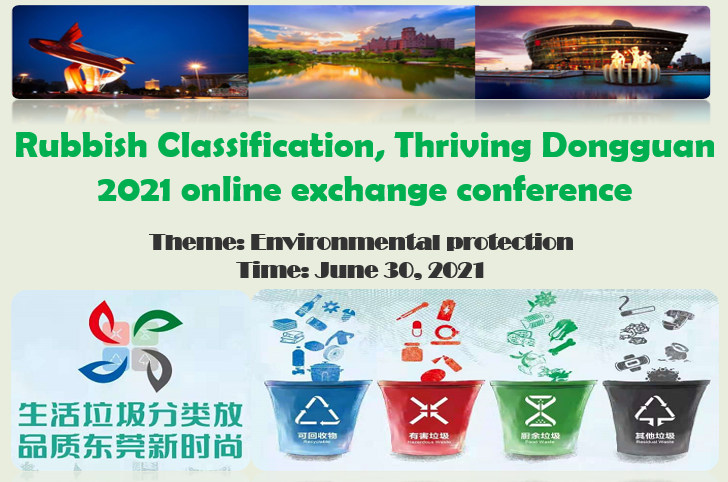 Rubbish Classification, Thriving Dongguan
2021 online exchange conference
Theme: Environmental protection
Time: June 30, 2021
生活垃圾分类放
品质东莞新时尚
可回收物
Recyclable
有害垃圾
Hazardous Waste
厨余垃圾
Food Waste
其他垃圾
Residual Waste